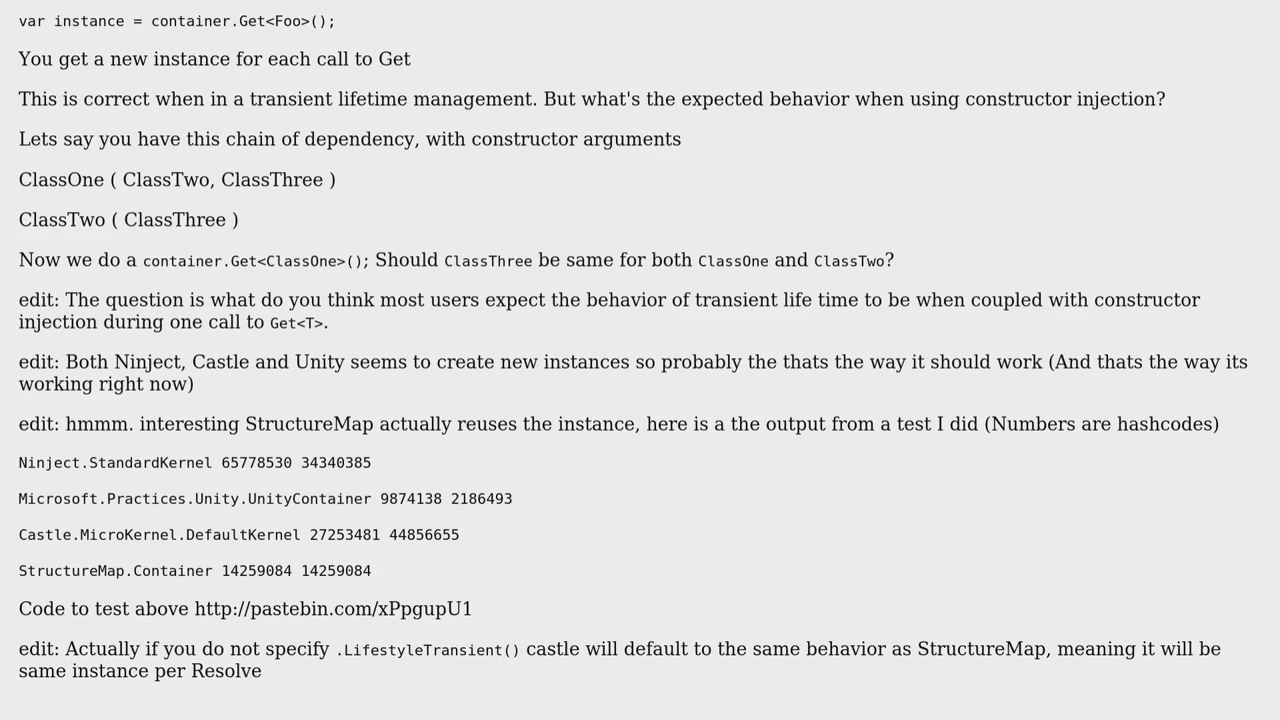 var instance = container.Get<Foo>();
You get a new instance for each call to Get
This is correct when in a transient lifetime management. But what's the expected behavior when using constructor injection?
Lets say you have this chain of dependency, with constructor arguments
ClassOne ( ClassTwo, ClassThree )
ClassTwo ( ClassThree )
Now we do a container.Get<ClassOne>(); Should ClassThree be same for both ClassOne and ClassTwo?
edit: The question is what do you think most users expect the behavior of transient life time to be when coupled with constructor
injection during one call to Get<T>.
edit: Both Ninject, Castle and Unity seems to create new instances so probably the thats the way it should work (And thats the way its
working right now)
edit: hmmm. interesting StructureMap actually reuses the instance, here is a the output from a test I did (Numbers are hashcodes)
Ninject.StandardKernel 65778530 34340385
Microsoft.Practices.Unity.UnityContainer 9874138 2186493
Castle.MicroKernel.DefaultKernel 27253481 44856655
StructureMap.Container 14259084 14259084
Code to test above http://pastebin.com/xPpgupU1
edit: Actually if you do not specify .LifestyleTransient() castle will default to the same behavior as StructureMap, meaning it will be
same instance per Resolve